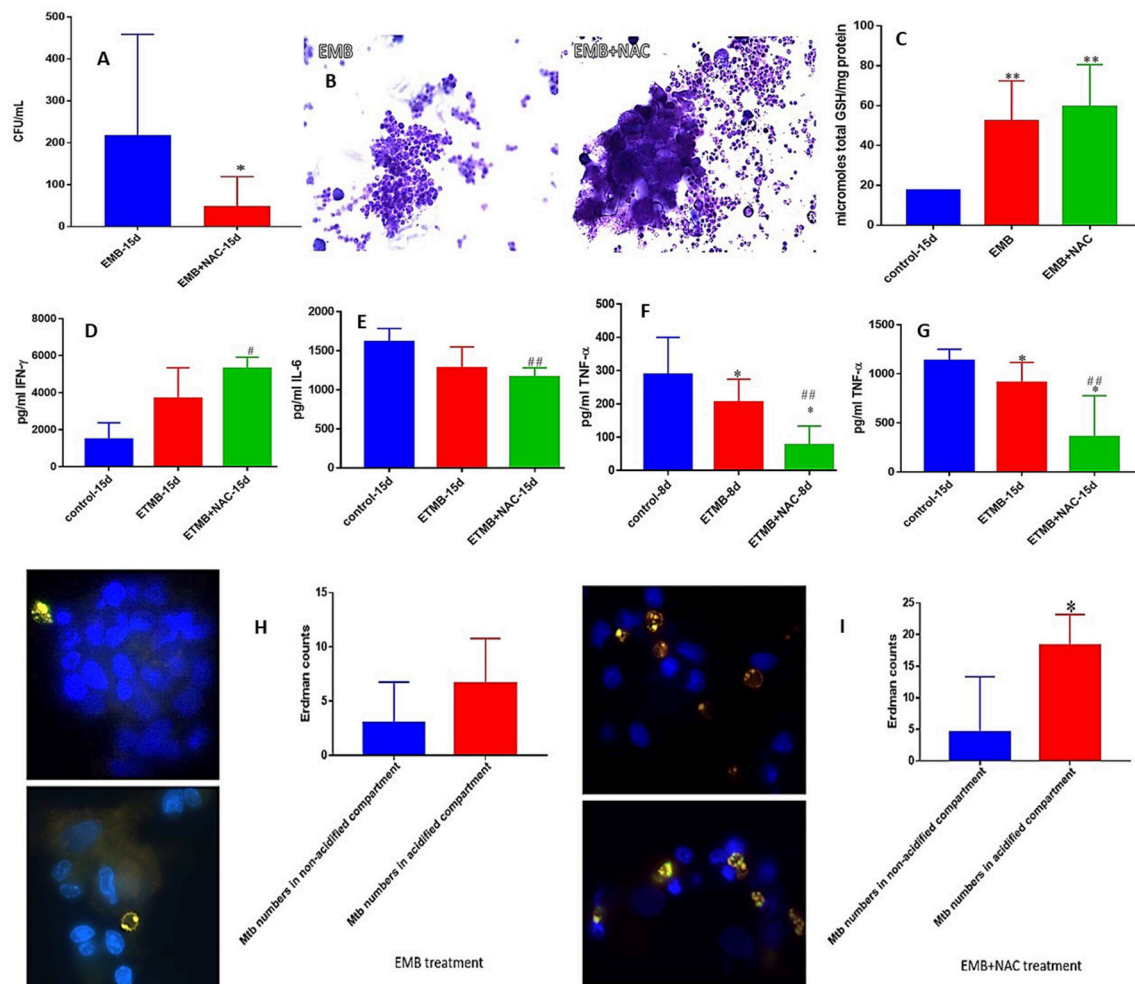 A
CFU/mL
500
400
300
200
100
0
*
EMB-15d
EMB+NAC-15d
EMB
B
EMB+NAC
C
micromoles total GSH/mg protein
100
80
60
40
20
0
**
**
control-15d
EMB
EMB+NAC
D
pg/ml IFN-γ
8000
6000
4000
2000
0
#
control-15d
ETMB-15d
ETMB+NAC-15d
E
pg/ml IL-6
2000
1500
1000
500
0
##
control-15d
ETMB-15d
ETMB+NAC-15d
F
pg/ml TNF-α
500
400
300
200
100
0
*
##
*
control-8d
ETMB-8d
ETMB+NAC-8d
G
pg/ml TNF-α
1500
1000
500
0
*
##
*
control-15d
ETMB-15d
ETMB+NAC-15d
H
Erdman counts
15
10
5
0
Mtb numbers in non-acidified compartment
Mtb numbers in acidified compartment
EMB treatment
I
Erdman counts
25
20
15
10
5
0
*
Mtb numbers in non-acidified compartment
Mtb numbers in acidified compartment
EMB+NAC treatment